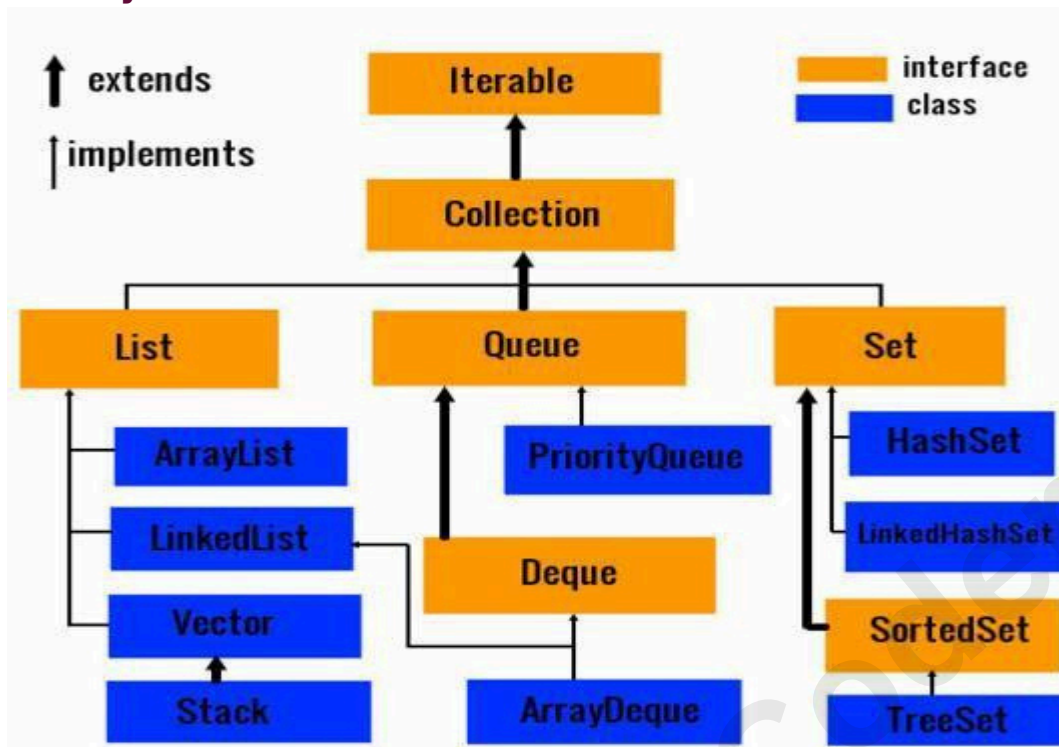 extends
implements
interface
class
Iterable
Collection
List
Queue
Set
ArrayList
PriorityQueue
HashSet
LinkedList
LinkedHashSet
Deque
Vector
SortedSet
Stack
ArrayDeque
TreeSet